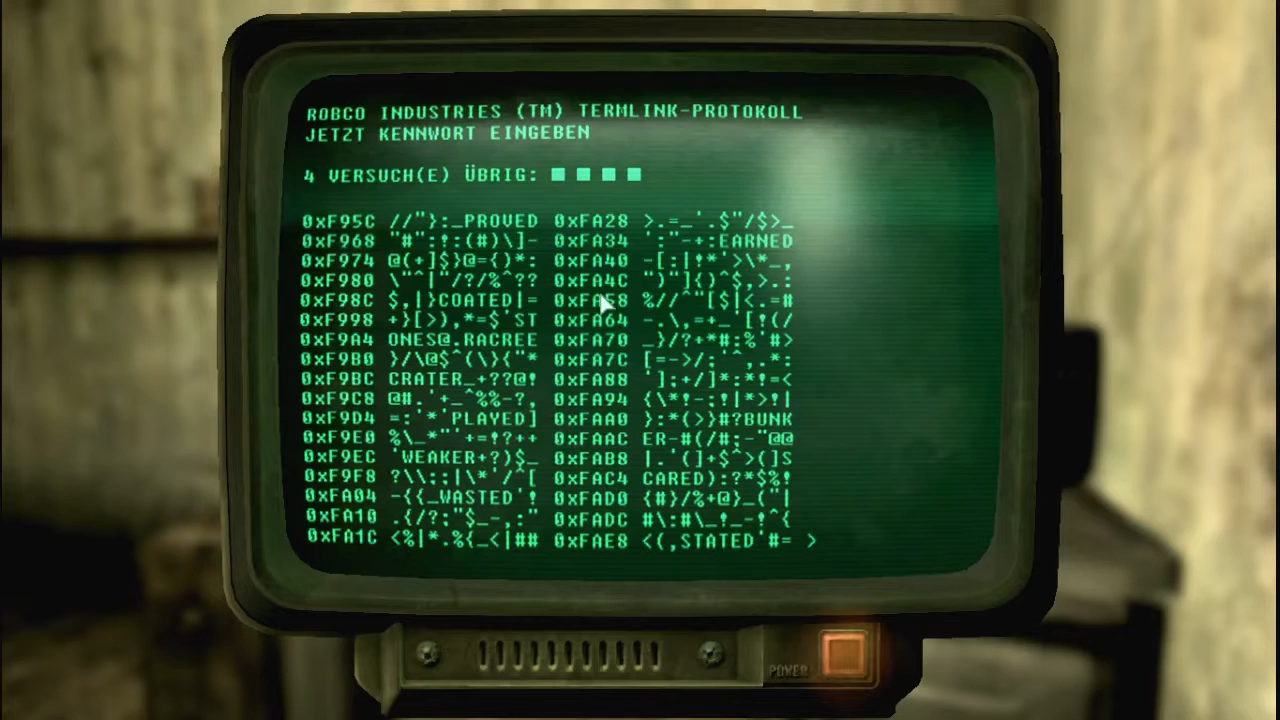 ROBCO INDUSTRIES (TM) TERMLINK-PROTOKOLL
JETZT KENNWORT EINGEBEN
4 VERSUCH(E) ÜBRIG: ■ ■ ■ ■
0xF95C //"}:_PROVED 0xFA28 >.=_'.$"/$>_
0xF968 "#":!:(#)\]- 0xFA34 ':"-+:EARNED
0xF974 @(+]$}@={)*: 0xFA40 -[:|!*'>\*_,
0xF980 \"^|"/?/%^?? 0xFA4C ")"]{)^$,>.:
0xF98C $,|}COATED|= %//^"[$|<.=#
0xF998 +}[>),*=$'ST 0xFA64 -.\,=+_'[!(/
0xF9A4 ONES@.RACREE 0xFA70 _}/?+*#:%'#>
0xF9B0 }/\@$^(\}{"* 0xFA7C [=->/;'^,.*:
0xF9BC CRATER_+??@! 0xFA88 '];+/]*:*!=<
0xF9C8 @#.'+_^%%-?, 0xFA94 {\*!-;!|*>!|
0xF9D4 =:'*'PLAYED] 0xFAA0 }:*(>}#?BUNK
0xF9E0 %\_*"'+=!?++ 0xFAAC ER-#(/#;-"@@
0xF9EC 'WEAKER+?)$_ 0xFAB8 |.'(]+$^>(]S
0xF9F8 ?\\::|\*'/^[ 0xFAC4 CARED):?*$%!
0xFA04 -{{_WASTED'! 0xFAD0 {#}/%+@}_("|
0xFA10 .{/?:"$_-,:" 0xFADC #\:#\_!_-!^{
0xFA1C <%|*.%{_<|## 0xFAE8 <(,STATED'#= >
POWER